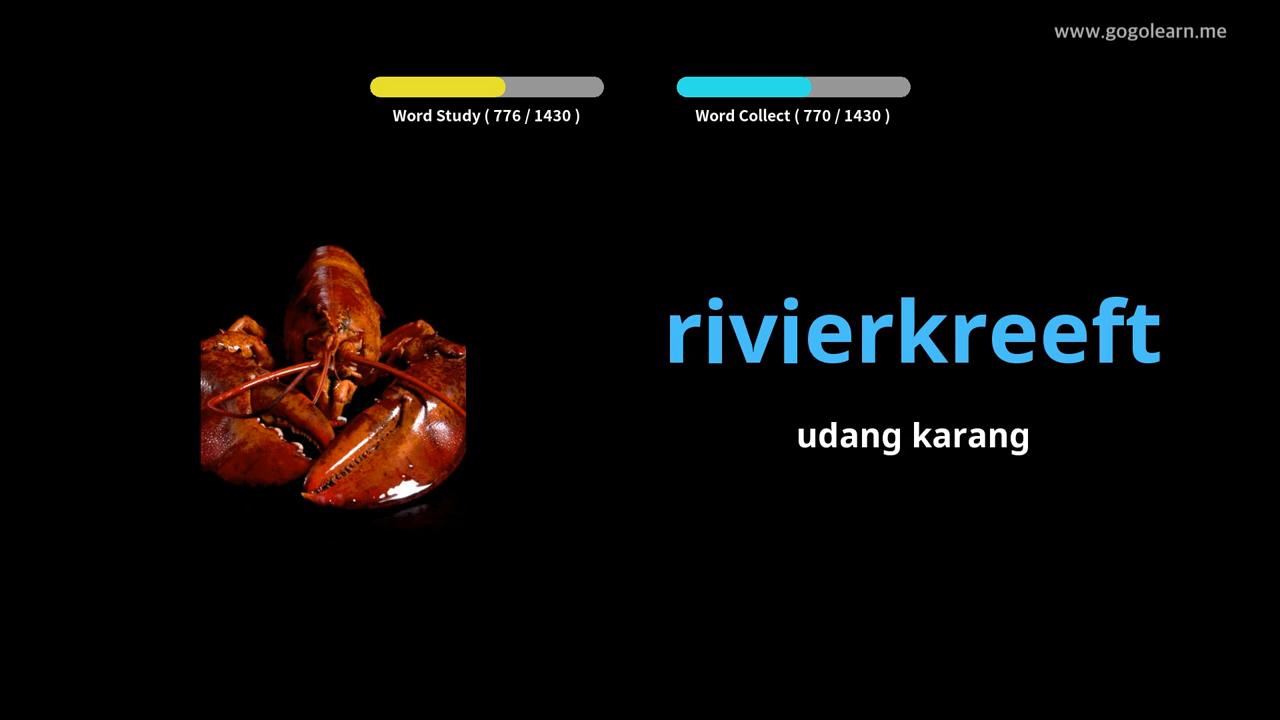 www.gogolearn.me
Word Study ( 776 / 1430 )
Word Collect ( 770 / 1430 )
rivierkreeft
udang karang